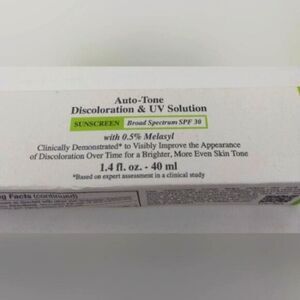 Auto-Tone
Discoloration & UV Solution
SUNSCREEN Broad Spectrum SPF 30
with 0.5% Melasyl
Clinically Demonstrated* to Visibly Improve the Appearance
of Discoloration Over Time for a Brighter, More Even Skin Tone
1.4 fl. oz. - 40 ml
*Based on expert assessment in a clinical study
Facts (continued)